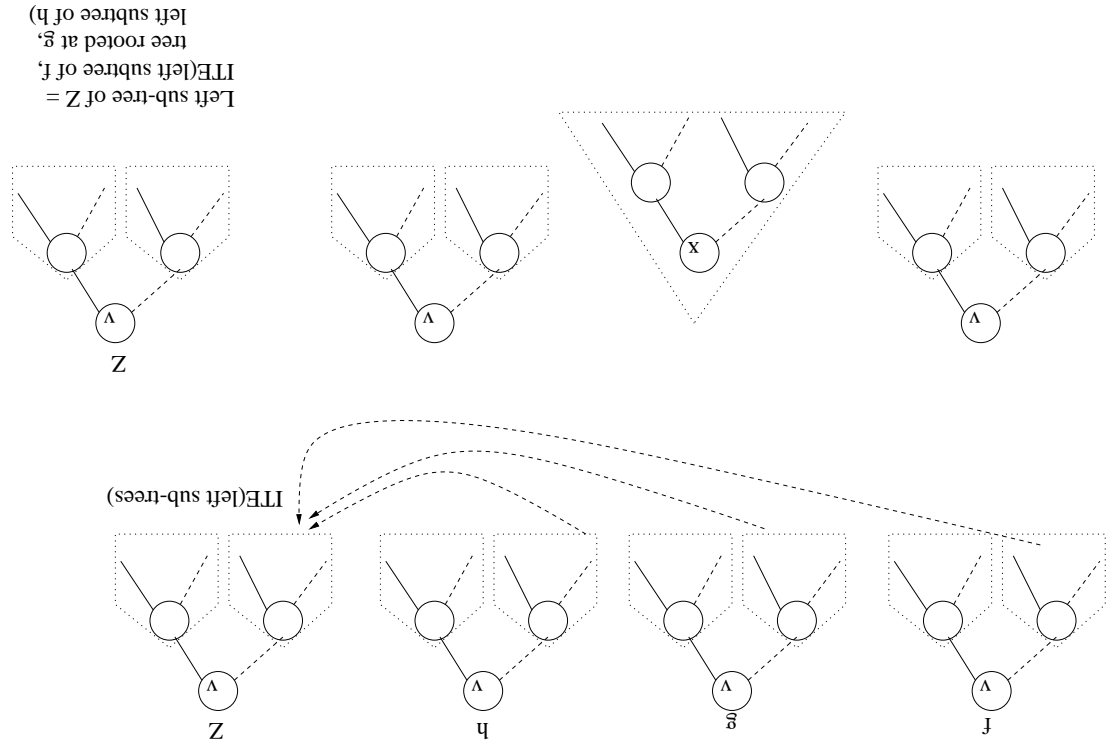 f g h Z
v v v v
ITE(left sub-trees)
Z
v v v
x
Left sub-tree of Z =
ITE(left subtree of f,
tree rooted at g,
left subtree of h)